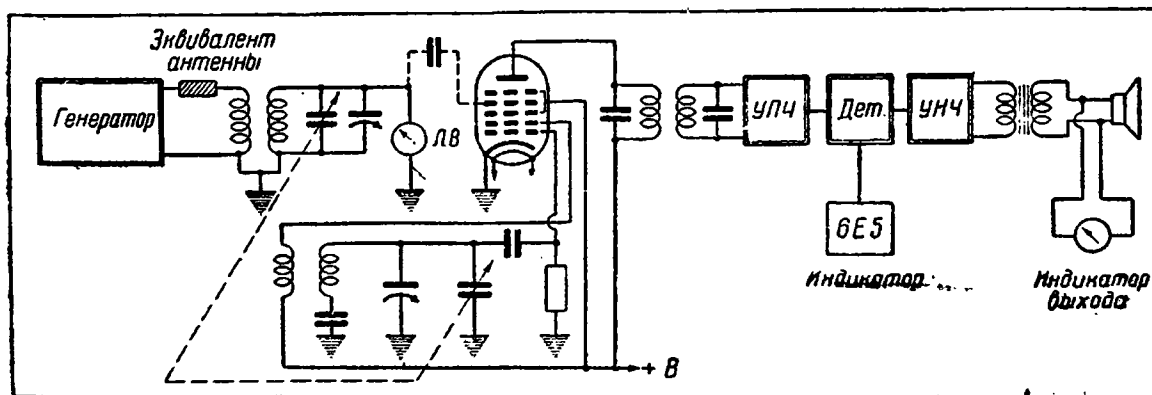 Эквивалент
антенны
Генератор
ЛВ
УПЧ
Дет.
УНЧ
6Е5
Индикатор
Индикатор
выхода
+ В